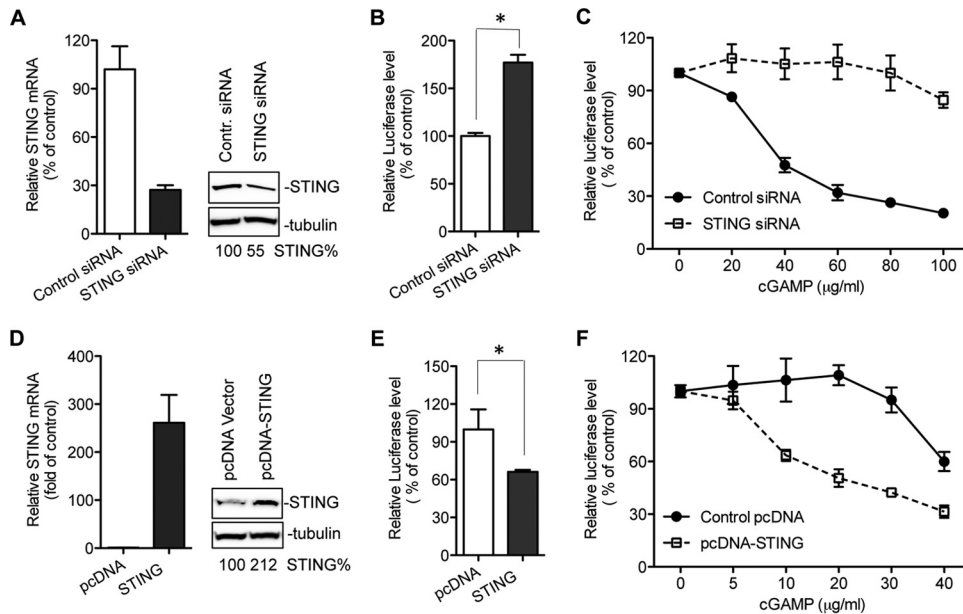 A
Relative STING mRNA
(% of control)
120
90
60
30
0
Control siRNA
STING siRNA
Contr. siRNA
STING siRNA
-STING
-tubulin
100 55 STING%
B
Relative Luciferase level
(% of control)
200
150
100
50
0
*
Control siRNA
STING siRNA
C
Relative luciferase level
( % of control)
120
90
60
30
0
Control siRNA
STING siRNA
0 20 40 60 80 100
cGAMP (μg/ml)
D
Relative STING mRNA
(fold of control)
400
300
200
100
0
pcDNA
STING
pcDNA Vector
pcDNA-STING
-STING
-tubulin
100 212 STING%
E
Relative Luciferase level
( % of control)
150
120
90
60
30
0
*
pcDNA
STING
F
Relative Luciferase level
( % of control)
120
90
60
30
0
Control pcDNA
pcDNA-STING
0 5 10 20 30 40
cGAMP (μg/ml)